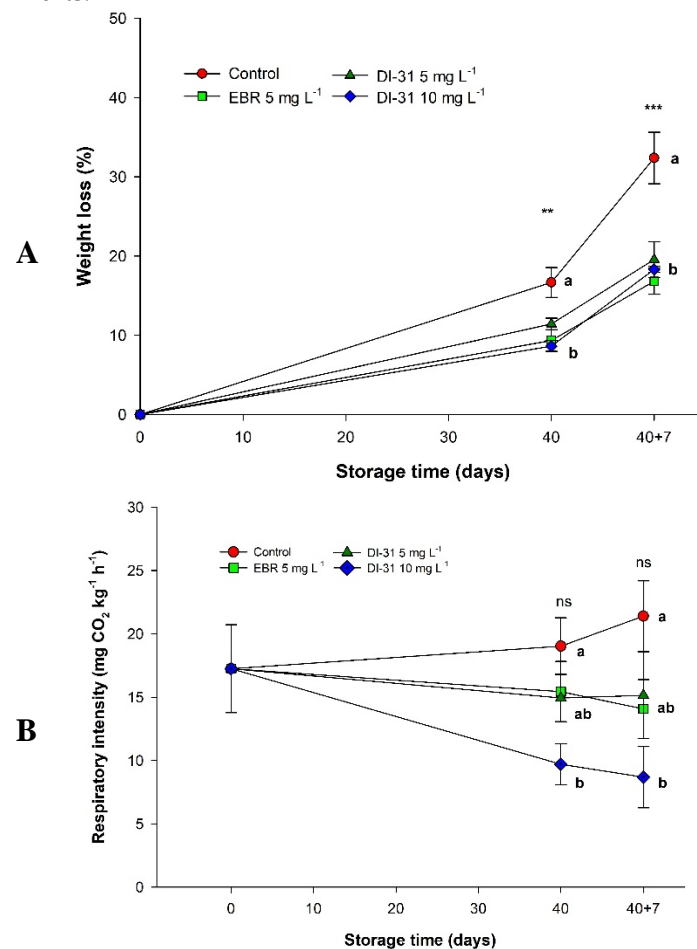 50
Control
DI-31 5 mg L⁻¹
EBR 5 mg L⁻¹
DI-31 10 mg L⁻¹
40
***
a
30
Weight loss (%)
A
**
20
a
b
10
b
0
0 10 20 30 40 40+7
Storage time (days)
30
Control
DI-31 5 mg L⁻¹
EBR 5 mg L⁻¹
DI-31 10 mg L⁻¹
25
ns
ns
a
20
a
Respiratory intensity (mg CO₂ kg⁻¹ h⁻¹)
B
15
ab
ab
10
b
b
5
0
0 10 20 30 40 40+7
Storage time (days)